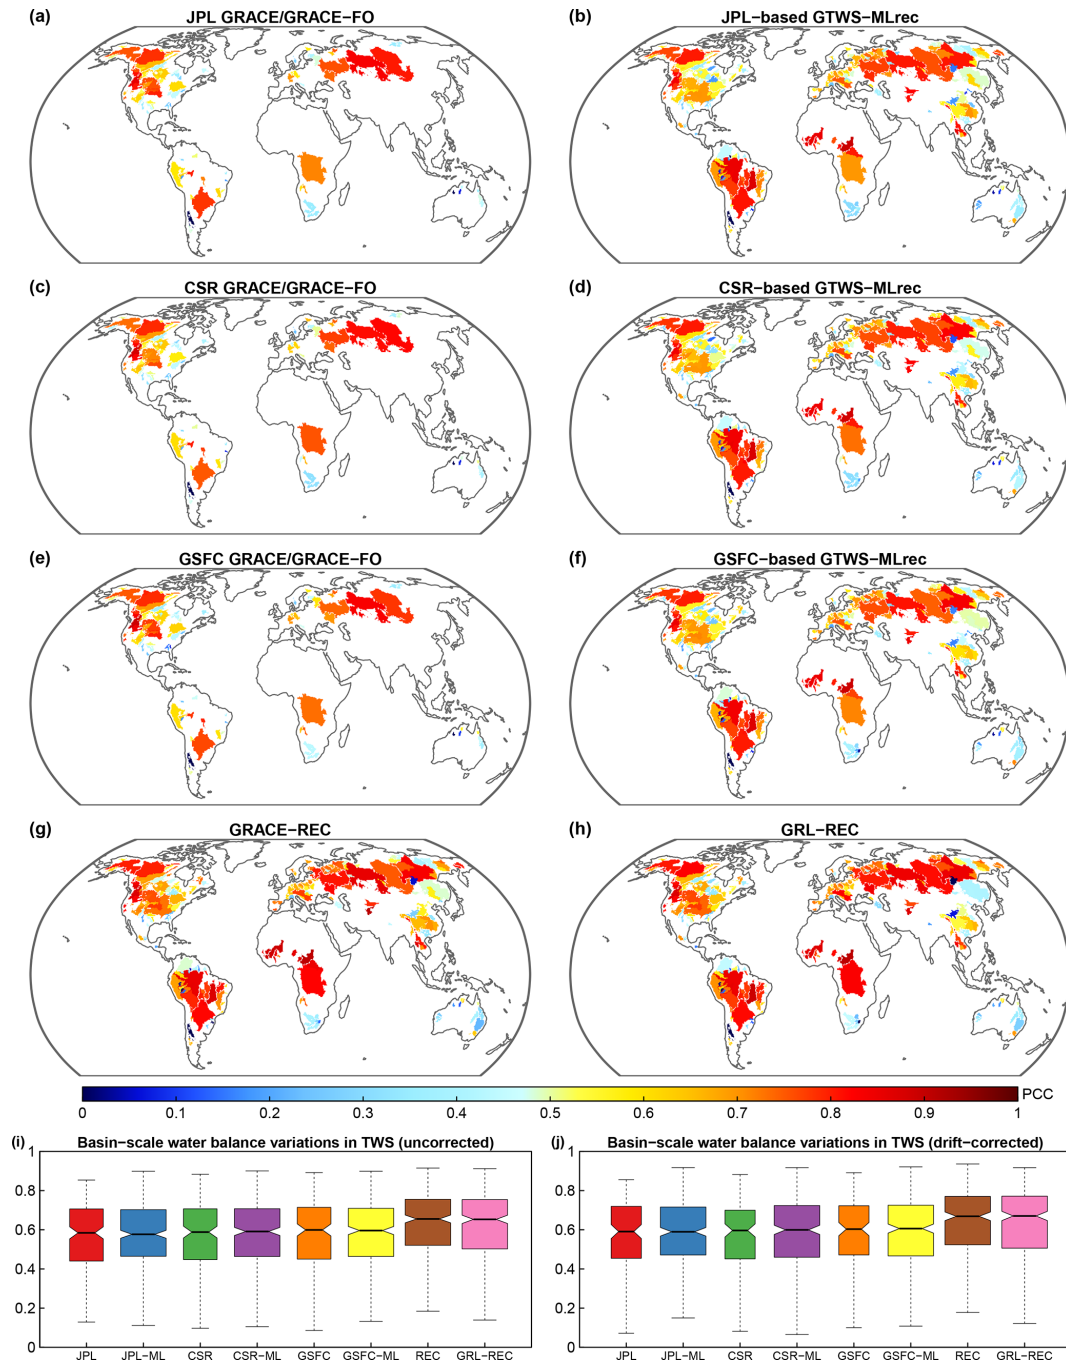 (a) JPL GRACE/GRACE−FO
(b) JPL−based GTWS−MLrec
(c) CSR GRACE/GRACE−FO
(d) CSR−based GTWS−MLrec
(e) GSFC GRACE/GRACE−FO
(f) GSFC−based GTWS−MLrec
(g) GRACE−REC
(h) GRL−REC
PCC
0 0.1 0.2 0.3 0.4 0.5 0.6 0.7 0.8 0.9 1
(i) Basin−scale water balance variations in TWS (uncorrected)
1
0.8
0.6
0.4
0.2
0
JPL JPL−ML CSR CSR−ML GSFC GSFC−ML REC GRL−REC
(j) Basin−scale water balance variations in TWS (drift−corrected)
1
0.8
0.6
0.4
0.2
0
JPL JPL−ML CSR CSR−ML GSFC GSFC−ML REC GRL−REC